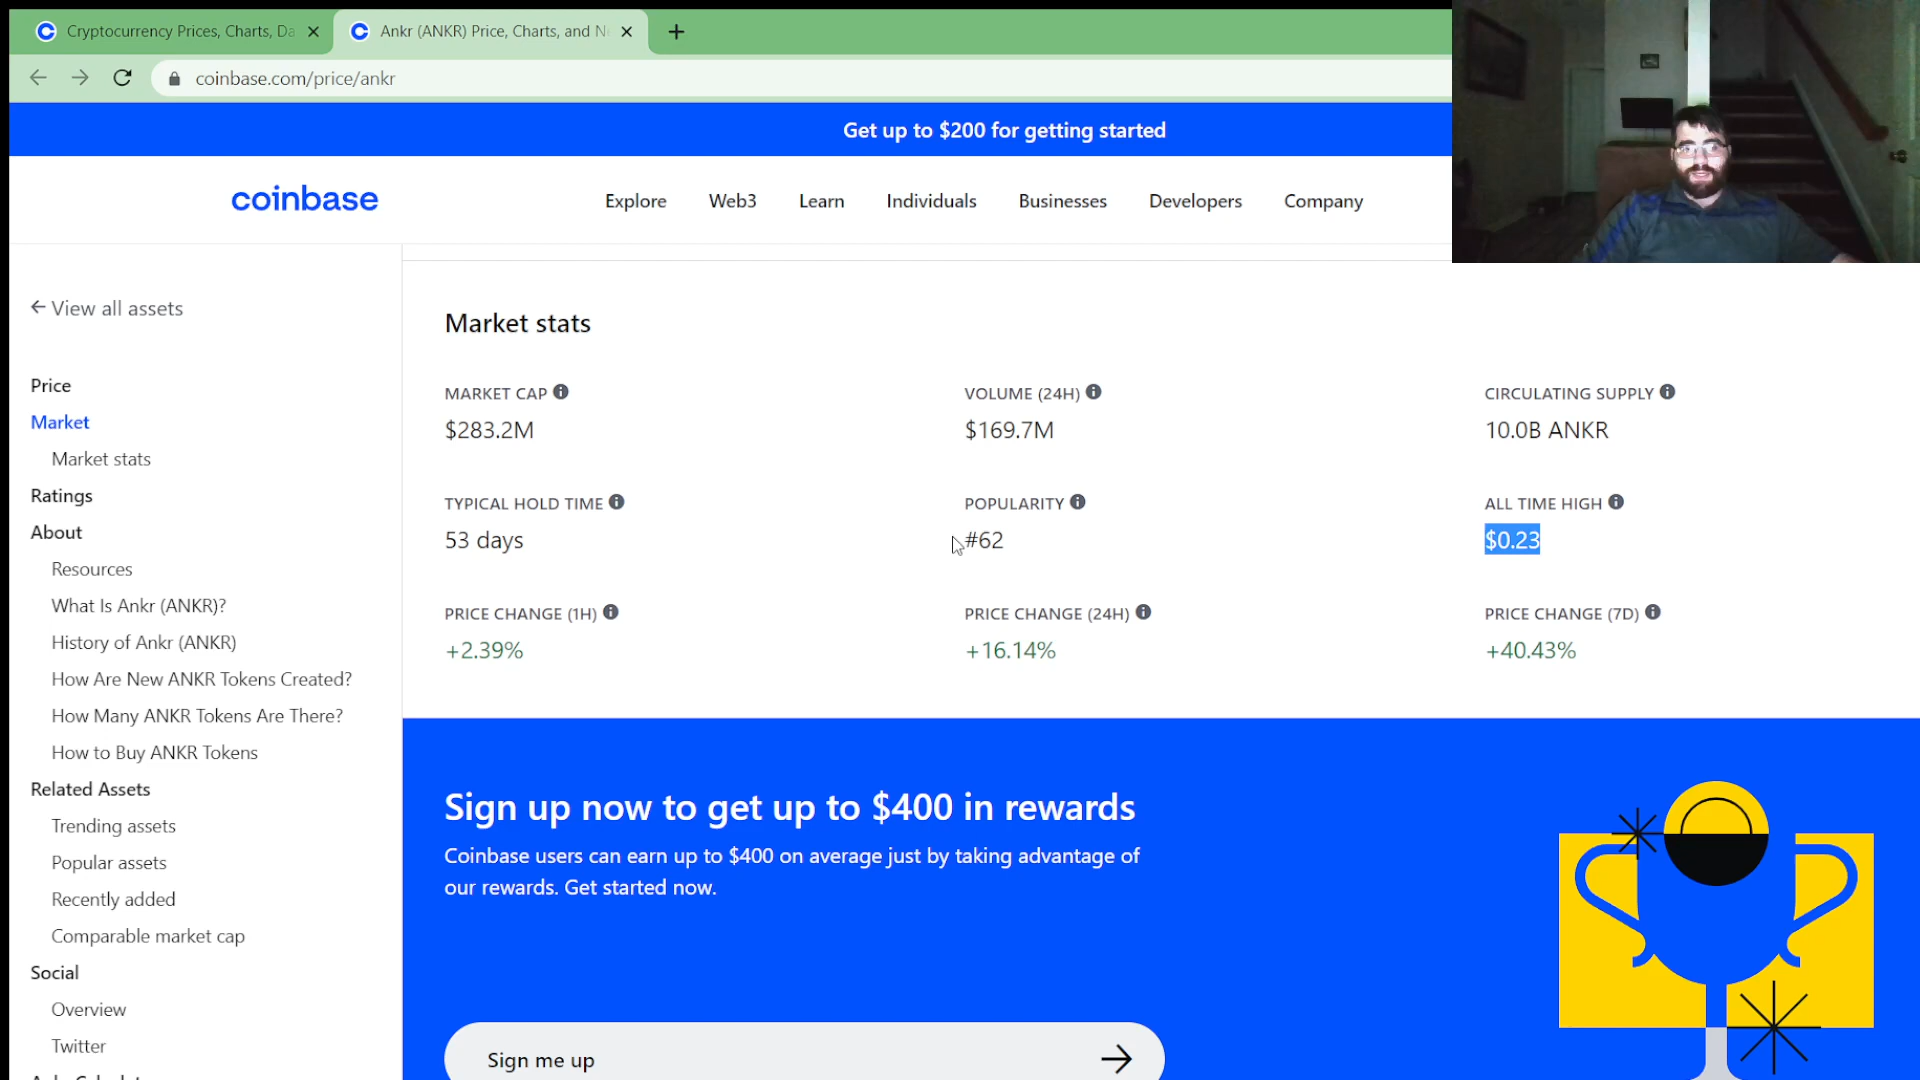 Cryptocurrency Prices, Charts, Da
Ankr (ANKR) Price, Charts, and N
coinbase.com/price/ankr
Get up to $200 for getting started
coinbase
Explore
Web3
Learn
Individuals
Businesses
Developers
Company
View all assets
Price
Market
Market stats
Ratings
About
Resources
What Is Ankr (ANKR)?
History of Ankr (ANKR)
How Are New ANKR Tokens Created?
How Many ANKR Tokens Are There?
How to Buy ANKR Tokens
Related Assets
Trending assets
Popular assets
Recently added
Comparable market cap
Social
Overview
Twitter
Market stats
MARKET CAP
$283.2M
VOLUME (24H)
$169.7M
CIRCULATING SUPPLY
10.0B ANKR
TYPICAL HOLD TIME
53 days
POPULARITY
#62
ALL TIME HIGH
$0.23
PRICE CHANGE (1H)
+2.39%
PRICE CHANGE (24H)
+16.14%
PRICE CHANGE (7D)
+40.43%
Sign up now to get up to $400 in rewards
Coinbase users can earn up to $400 on average just by taking advantage of
our rewards. Get started now.
Sign me up